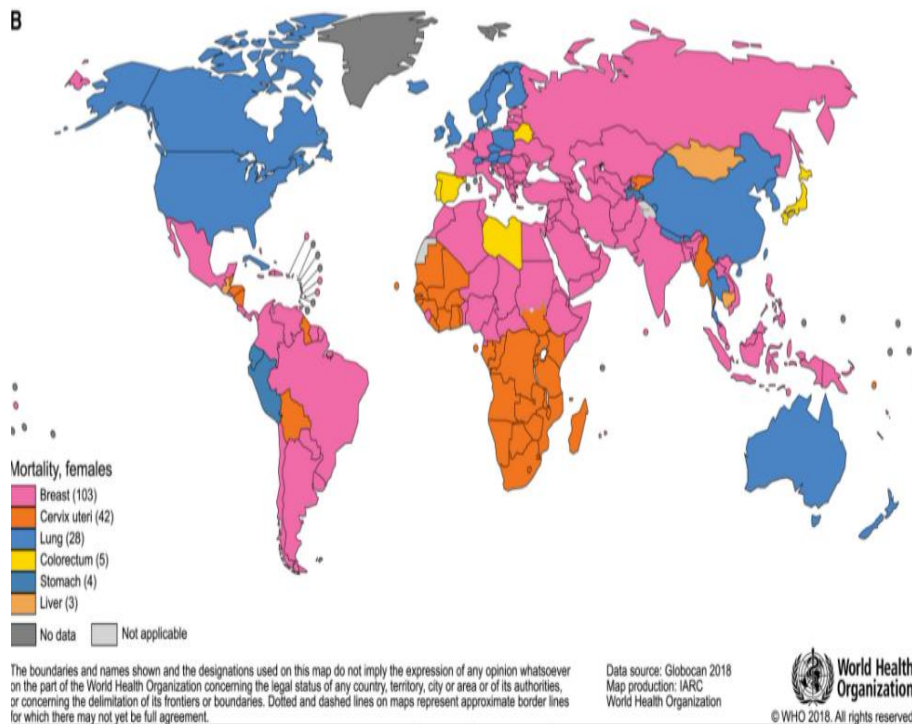 B
Mortality, females
Breast (103)
Cervix uteri (42)
Lung (28)
Colorectum (5)
Stomach (4)
Liver (3)
No data
Not applicable
The boundaries and names shown and the designations used on this map do not imply the expression of any opinion whatsoever
on the part of the World Health Organization concerning the legal status of any country, territory, city or area or of its authorities,
or concerning the delimitation of its frontiers or boundaries. Dotted and dashed lines on maps represent approximate border lines
for which there may not yet be full agreement.
Data source: Globocan 2018
Map production: IARC
World Health Organization
World Health
Organization
© WHO 2018. All rights reserved